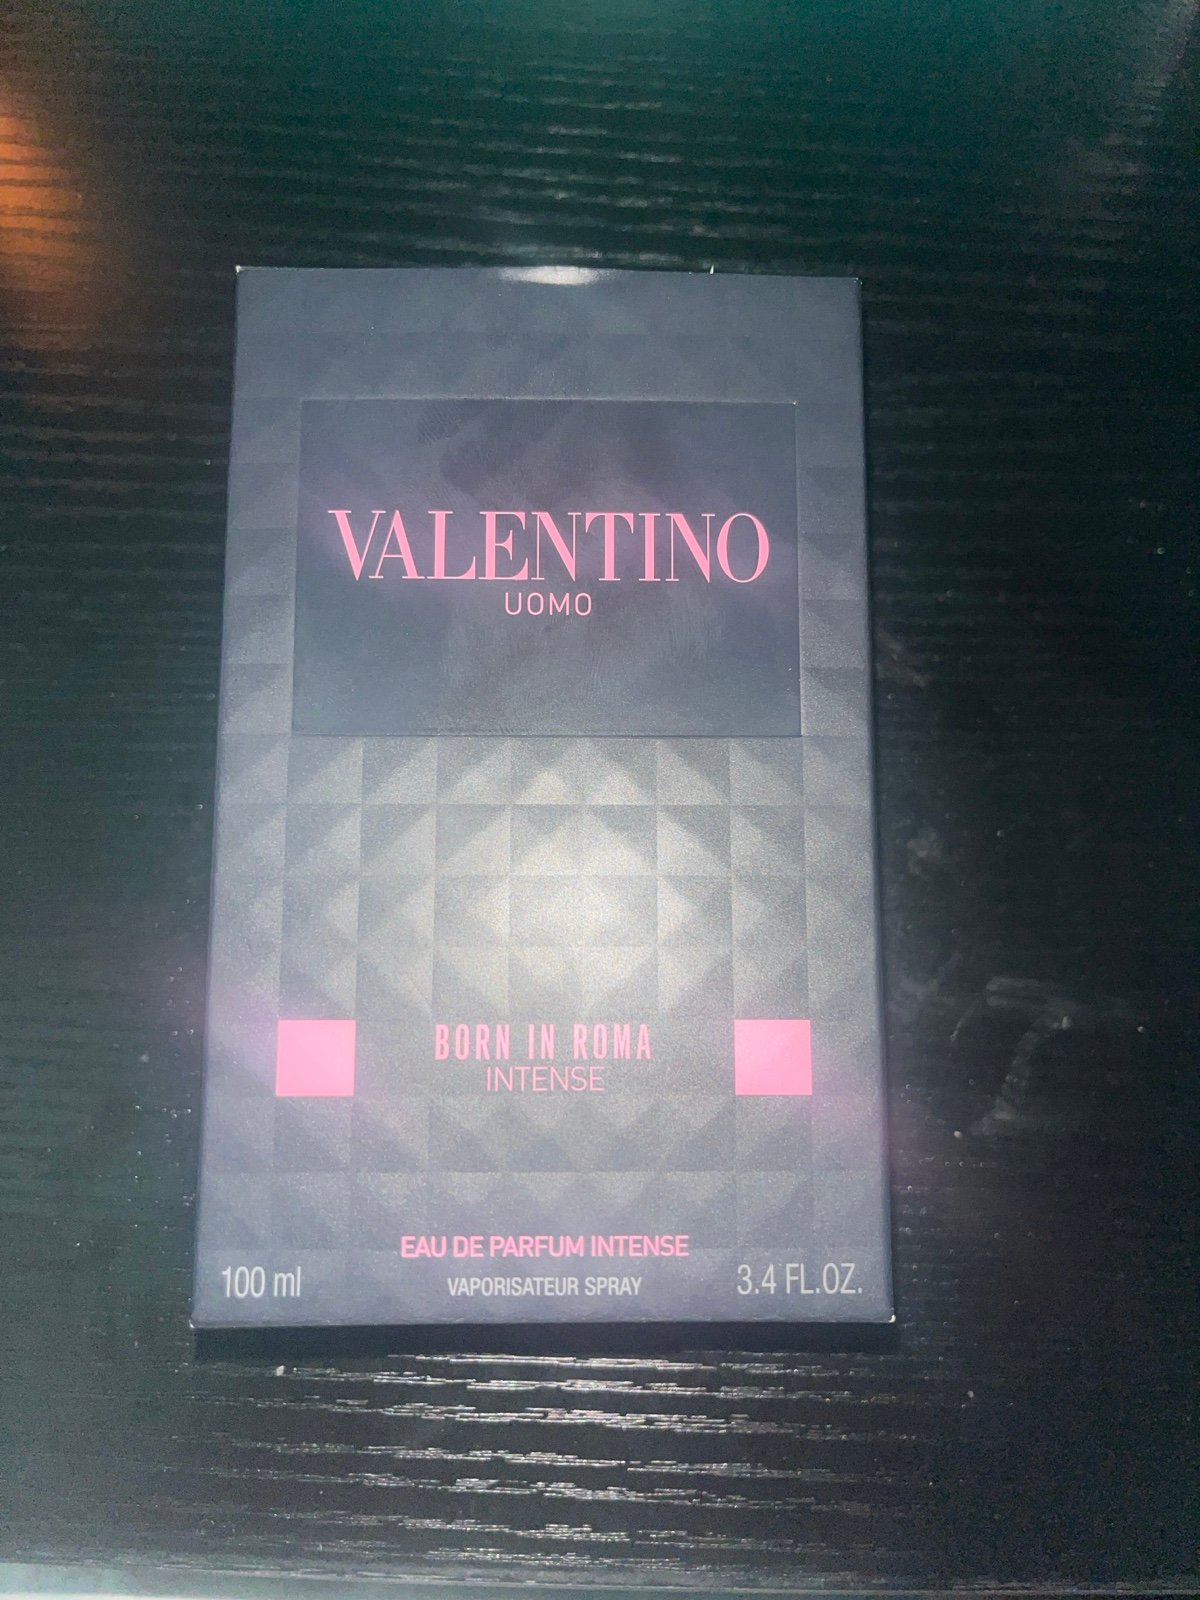 VALENTINO
UOMO
BORN IN ROMA
INTENSE
EAU DE PARFUM INTENSE
100 ml VAPORISATEUR SPRAY 3.4 FL.OZ.